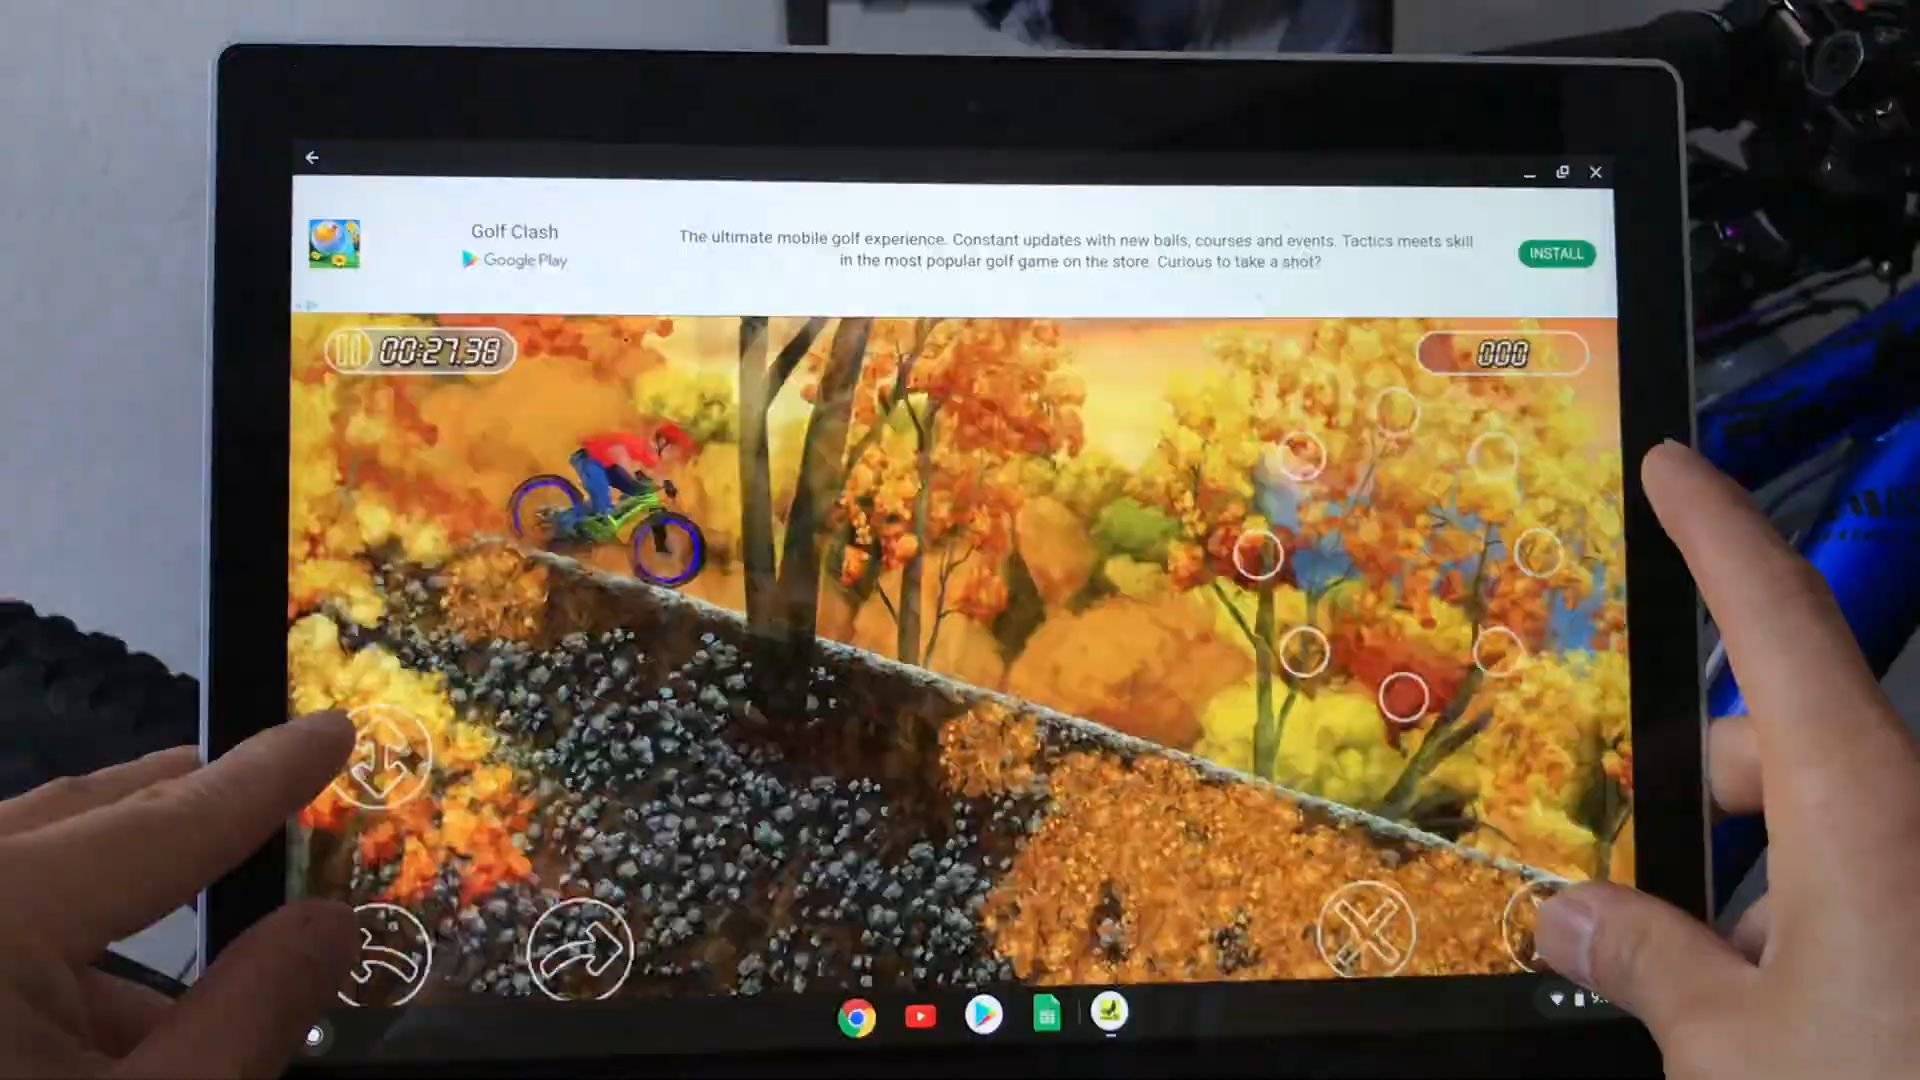 Golf Clash
Google Play
The ultimate mobile golf experience. Constant updates with new balls, courses and events. Tactics meets skill
in the most popular golf game on the store. Curious to take a shot?
INSTALL
00:27.38
000